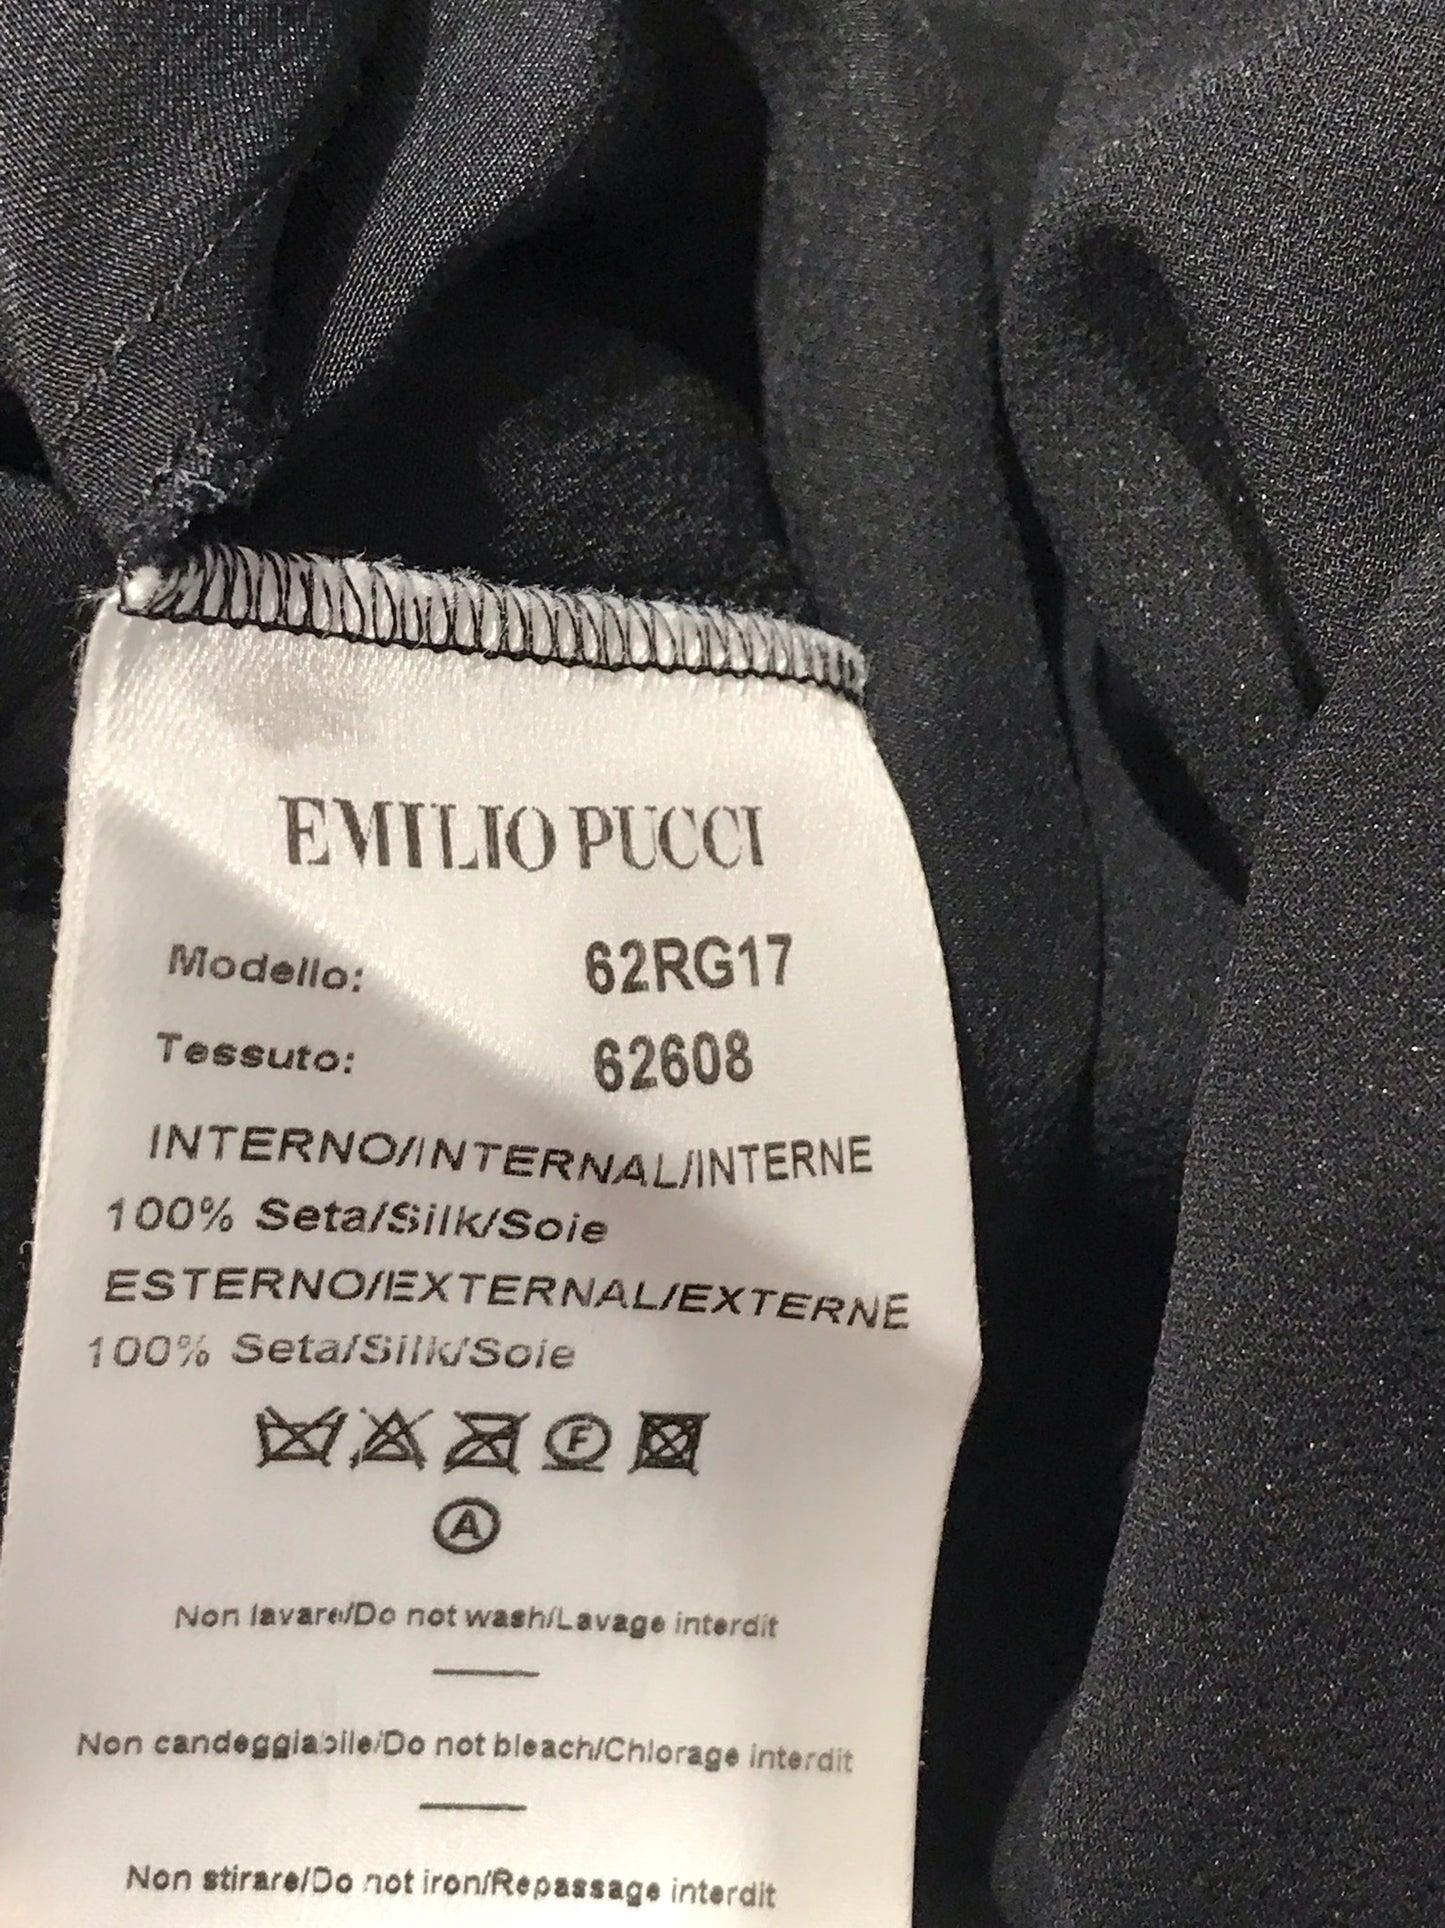 EMILIO PUCCI
Modello: 62RG17
Tessuto: 62608
INTERNO/INTERNAL/INTERNE
100% Seta/Silk/Soie
ESTERNO/EXTERNAL/EXTERNE
100% Seta/Silk/Soie
F
A
Non lavare/Do not wash/Lavage interdit
Non candeggiabile/Do not bleach/Chlorage interdit
Non stirare/Do not iron/Repassage interdit